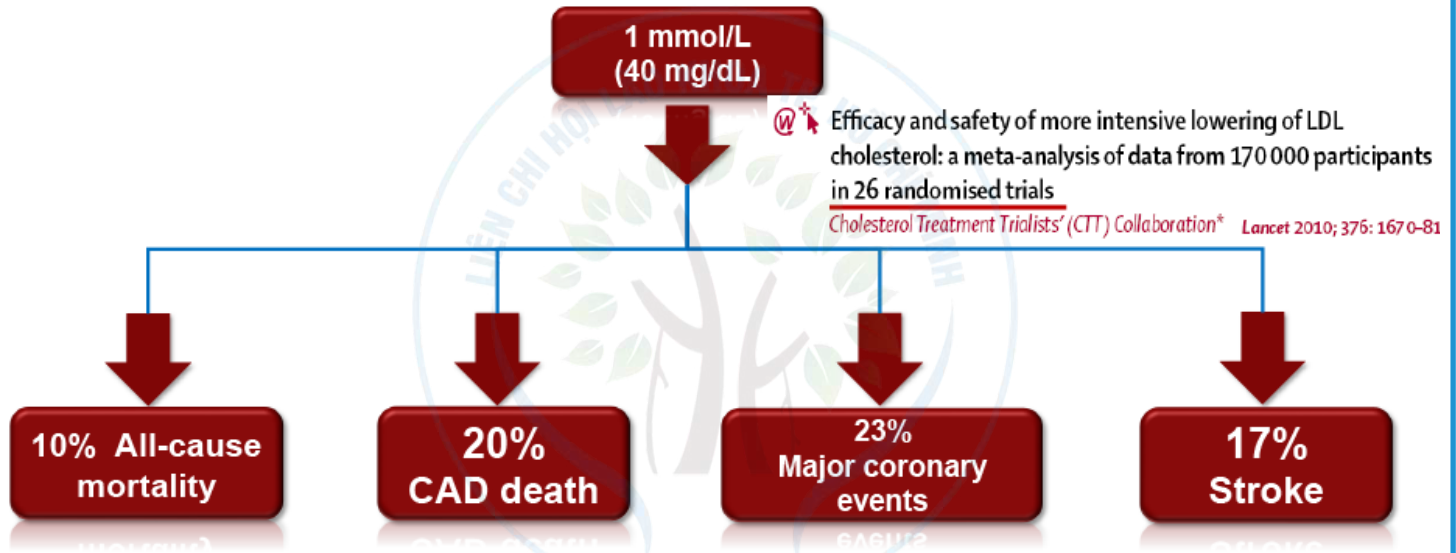 1 mmol/L
(40 mg/dL)
Efficacy and safety of more intensive lowering of LDL
cholesterol: a meta-analysis of data from 170 000 participants
in 26 randomised trials
Cholesterol Treatment Trialists' (CTT) Collaboration* Lancet 2010; 376: 1670–81
10% All-cause
mortality
20%
CAD death
23%
Major coronary
events
17%
Stroke